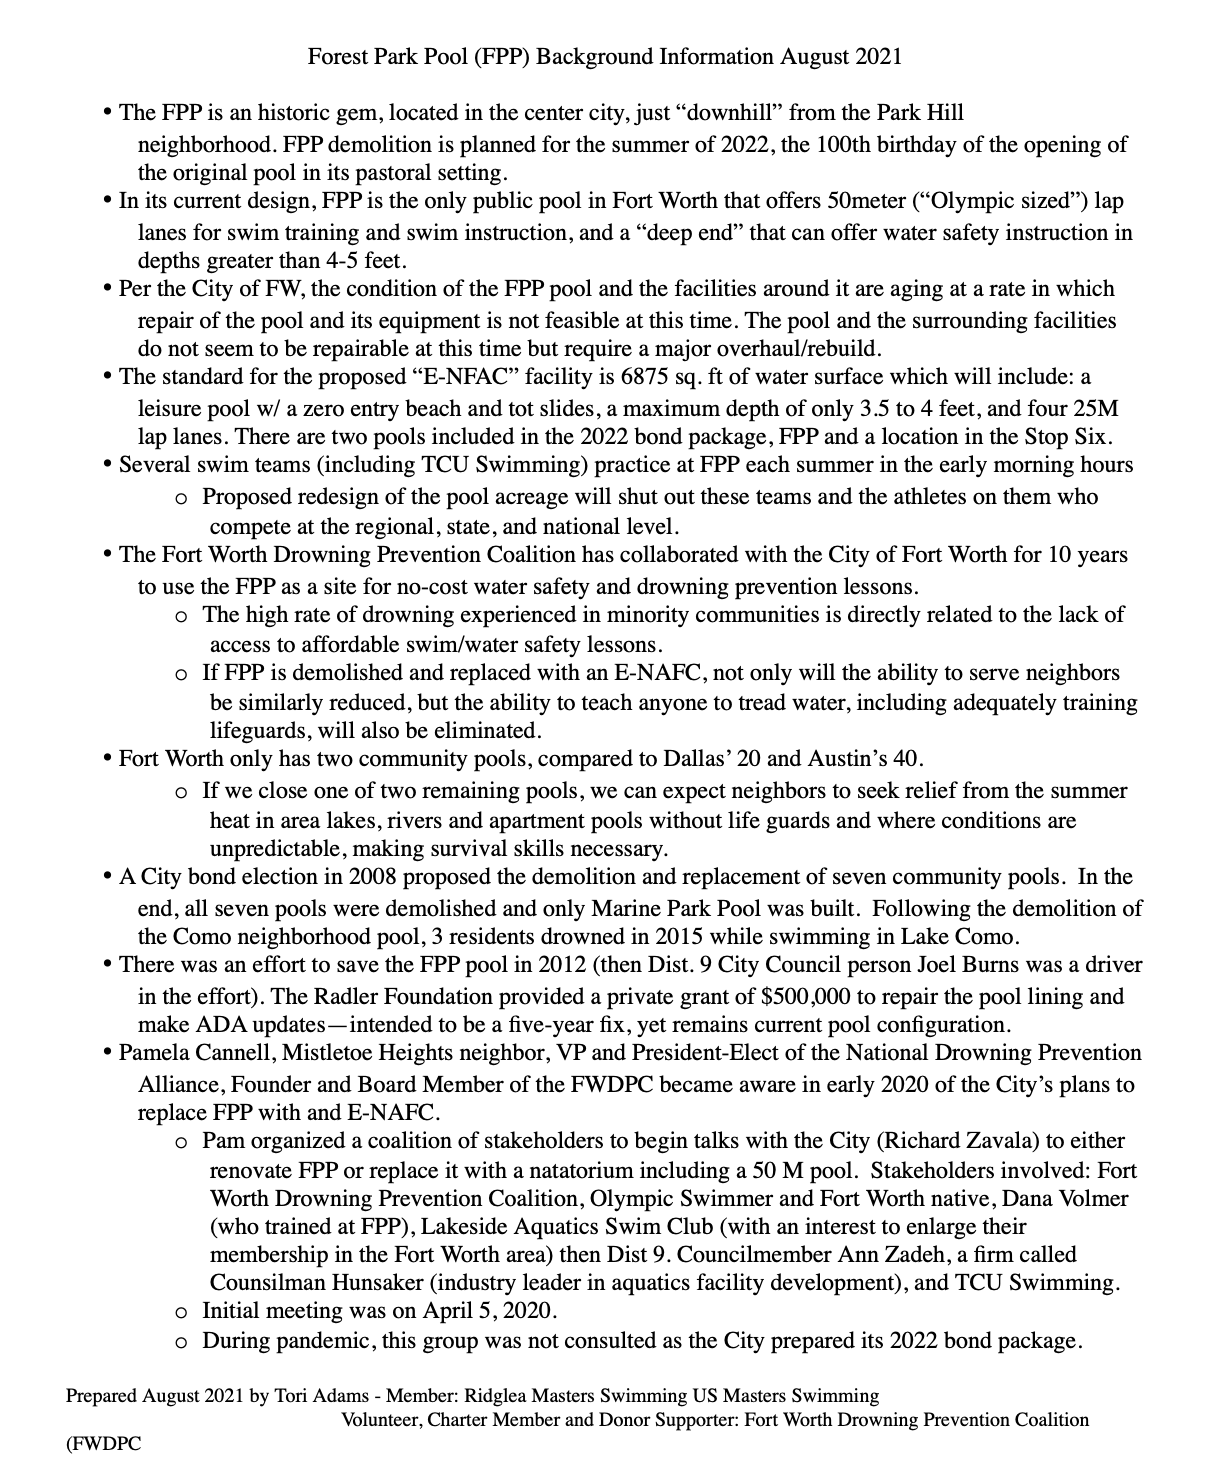 Forest Park Pool (FPP) Background Information August 2021
• The FPP is an historic gem, located in the center city, just “downhill” from the Park Hill
neighborhood. FPP demolition is planned for the summer of 2022, the 100th birthday of the opening of
the original pool in its pastoral setting.
• In its current design, FPP is the only public pool in Fort Worth that offers 50meter (“Olympic sized”) lap
lanes for swim training and swim instruction, and a “deep end” that can offer water safety instruction in
depths greater than 4-5 feet.
• Per the City of FW, the condition of the FPP pool and the facilities around it are aging at a rate in which
repair of the pool and its equipment is not feasible at this time. The pool and the surrounding facilities
do not seem to be repairable at this time but require a major overhaul/rebuild.
• The standard for the proposed “E-NFAC” facility is 6875 sq. ft of water surface which will include: a
leisure pool w/ a zero entry beach and tot slides, a maximum depth of only 3.5 to 4 feet, and four 25M
lap lanes. There are two pools included in the 2022 bond package, FPP and a location in the Stop Six.
• Several swim teams (including TCU Swimming) practice at FPP each summer in the early morning hours
o Proposed redesign of the pool acreage will shut out these teams and the athletes on them who
compete at the regional, state, and national level.
• The Fort Worth Drowning Prevention Coalition has collaborated with the City of Fort Worth for 10 years
to use the FPP as a site for no-cost water safety and drowning prevention lessons.
o The high rate of drowning experienced in minority communities is directly related to the lack of
access to affordable swim/water safety lessons.
o If FPP is demolished and replaced with an E-NAFC, not only will the ability to serve neighbors
be similarly reduced, but the ability to teach anyone to tread water, including adequately training
lifeguards, will also be eliminated.
• Fort Worth only has two community pools, compared to Dallas’ 20 and Austin’s 40.
o If we close one of two remaining pools, we can expect neighbors to seek relief from the summer
heat in area lakes, rivers and apartment pools without life guards and where conditions are
unpredictable, making survival skills necessary.
• A City bond election in 2008 proposed the demolition and replacement of seven community pools.  In the
end, all seven pools were demolished and only Marine Park Pool was built.  Following the demolition of
the Como neighborhood pool, 3 residents drowned in 2015 while swimming in Lake Como.
• There was an effort to save the FPP pool in 2012 (then Dist. 9 City Council person Joel Burns was a driver
in the effort). The Radler Foundation provided a private grant of $500,000 to repair the pool lining and
make ADA updates—intended to be a five-year fix, yet remains current pool configuration.
• Pamela Cannell, Mistletoe Heights neighbor, VP and President-Elect of the National Drowning Prevention
Alliance, Founder and Board Member of the FWDPC became aware in early 2020 of the City’s plans to
replace FPP with and E-NAFC.
o Pam organized a coalition of stakeholders to begin talks with the City (Richard Zavala) to either
renovate FPP or replace it with a natatorium including a 50 M pool.  Stakeholders involved: Fort
Worth Drowning Prevention Coalition, Olympic Swimmer and Fort Worth native, Dana Volmer
(who trained at FPP), Lakeside Aquatics Swim Club (with an interest to enlarge their
membership in the Fort Worth area) then Dist 9. Councilmember Ann Zadeh, a firm called
Counsilman Hunsaker (industry leader in aquatics facility development), and TCU Swimming.
o Initial meeting was on April 5, 2020.
o During pandemic, this group was not consulted as the City prepared its 2022 bond package.
Prepared August 2021 by Tori Adams - Member: Ridglea Masters Swimming US Masters Swimming
Volunteer, Charter Member and Donor Supporter: Fort Worth Drowning Prevention Coalition
(FWDPC